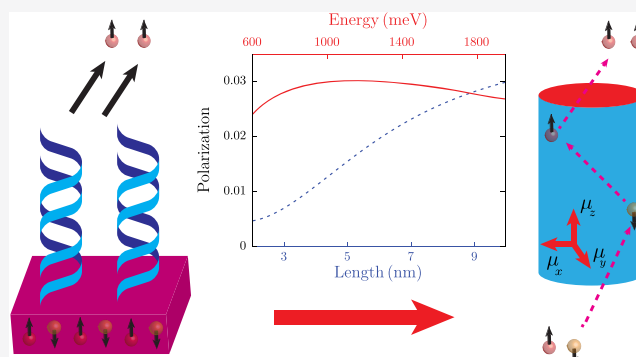 Energy (meV)
600 1000 1400 1800
Polarization
0.03
0.02
0.01
0
3 5 7 9
Length (nm)
μz
μx
μy